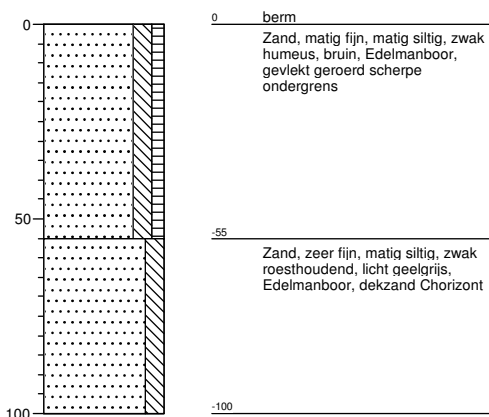 0
0
berm
Zand, matig fijn, matig siltig, zwak
humeus, bruin, Edelmanboor,
gevlekt geroerd scherpe
ondergrens
50
-55
Zand, zeer fijn, matig siltig, zwak
roesthoudend, licht geelgrijs,
Edelmanboor, dekzand Chorizont
100
-100